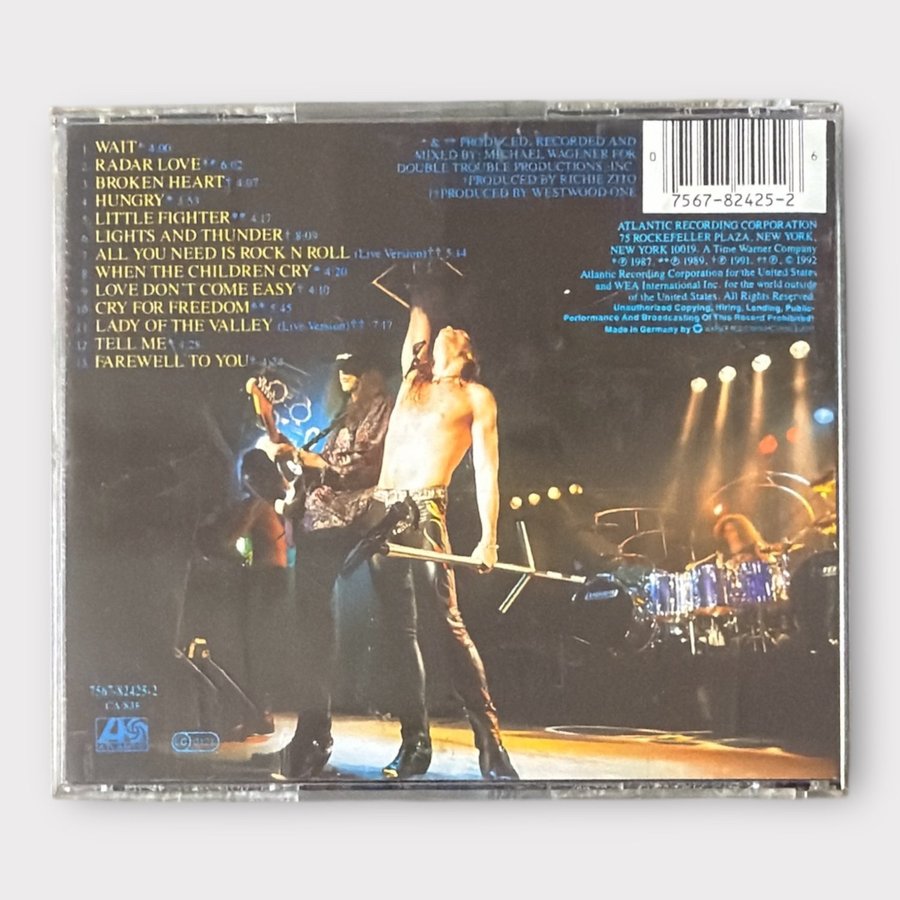 1 WAIT* 4:00
2 RADAR LOVE** 6:02
3 BROKEN HEART† 4:07
4 HUNGRY* 3:53
5 LITTLE FIGHTER** 4:17
6 LIGHTS AND THUNDER† 8:09
7 ALL YOU NEED IS ROCK N ROLL (Live Version)†† 5:14
8 WHEN THE CHILDREN CRY* 4:20
9 LOVE DON'T COME EASY† 4:10
10 CRY FOR FREEDOM** 5:45
11 LADY OF THE VALLEY (Live Version)†† 7:17
12 TELL ME* 4:28
13 FAREWELL TO YOU†
* & ** PRODUCED, RECORDED AND
MIXED BY: MICHAEL WAGENER FOR
DOUBLE TROUBLE PRODUCTIONS, INC
†PRODUCED BY RICHIE ZITO
††PRODUCED BY WESTWOOD ONE
0 6
7567-82425-2
ATLANTIC RECORDING CORPORATION
75 ROCKEFELLER PLAZA, NEW YORK,
NEW YORK 10019. A Time Warner Company
*℗ 1987. **℗ 1989. †℗ 1991. ††℗, © 1992
Atlantic Recording Corporation for the United States
and WEA International Inc. for the world outside
of the United States. All Rights Reserved.
Unauthorized Copying, Hiring, Lending, Public
Performance And Broadcasting Of This Record Prohibited!
Made in Germany by
7567-82425-2
CA 835
ATLANTIC